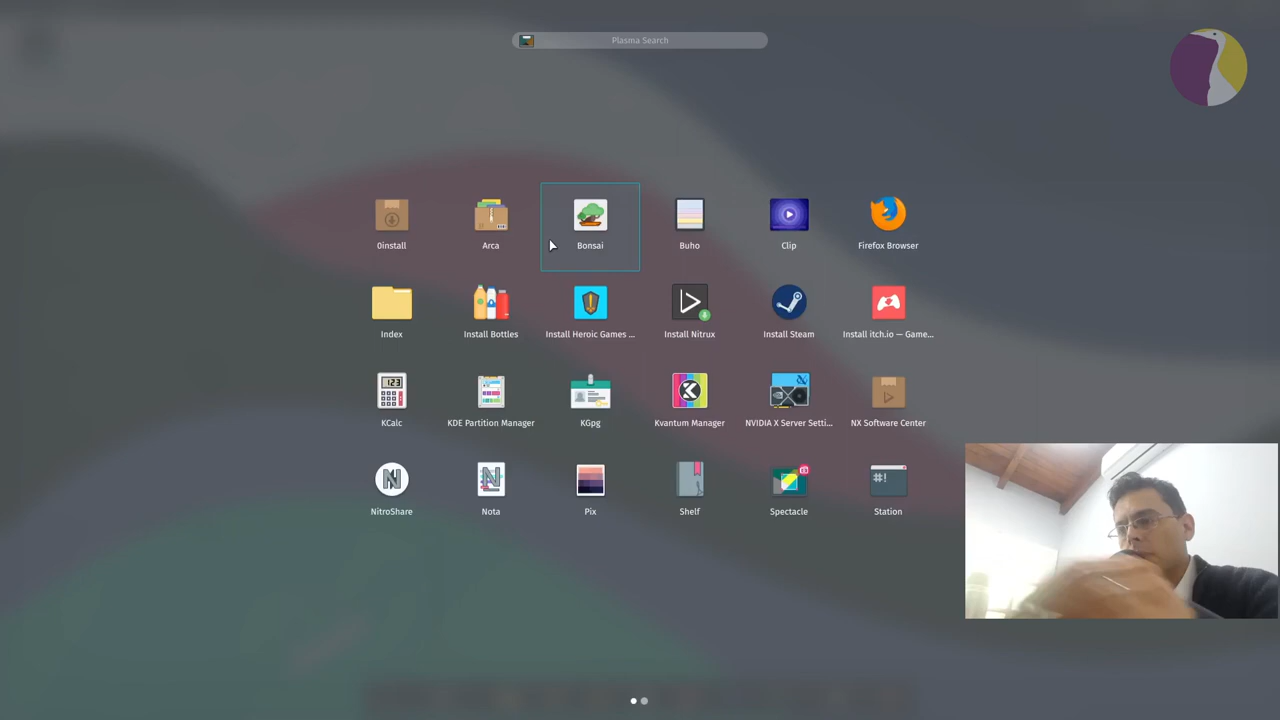 Plasma Search
0install
Arca
Bonsai
Buho
Clip
Firefox Browser
Index
Install Bottles
Install Heroic Games ...
Install Nitrux
Install Steam
Install itch.io — Game...
123
KCalc
KDE Partition Manager
KGpg
K
Kvantum Manager
NVIDIA X Server Setti...
NX Software Center
N
NitroShare
N
Nota
Pix
Shelf
Spectacle
#!
Station